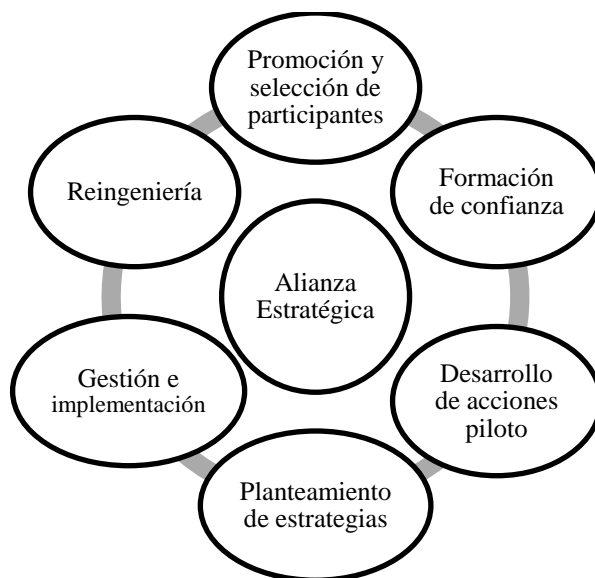 Promoción y
selección de
participantes
Formación
de confianza
Desarrollo
de acciones
piloto
Planteamiento
de estrategias
Gestión e
implementación
Reingeniería
Alianza
Estratégica